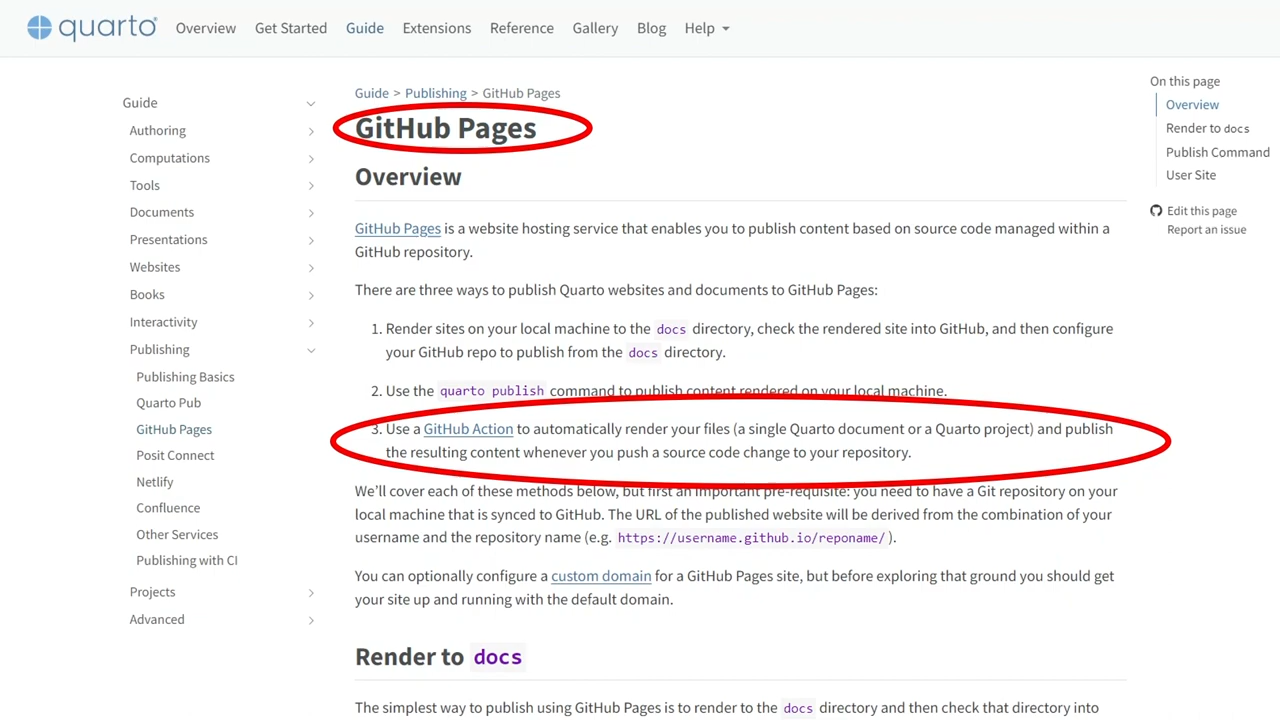 quarto
Overview
Get Started
Guide
Extensions
Reference
Gallery
Blog
Help
Guide
Authoring
Computations
Tools
Documents
Presentations
Websites
Books
Interactivity
Publishing
Publishing Basics
Quarto Pub
GitHub Pages
Posit Connect
Netlify
Confluence
Other Services
Publishing with CI
Projects
Advanced
Guide > Publishing > GitHub Pages
GitHub Pages
Overview
GitHub Pages is a website hosting service that enables you to publish content based on source code managed within a
GitHub repository.
There are three ways to publish Quarto websites and documents to GitHub Pages:
1. Render sites on your local machine to the docs directory, check the rendered site into GitHub, and then configure
your GitHub repo to publish from the docs directory.
2. Use the quarto publish command to publish content rendered on your local machine.
3. Use a GitHub Action to automatically render your files (a single Quarto document or a Quarto project) and publish
the resulting content whenever you push a source code change to your repository.
We'll cover each of these methods below, but first an important pre-requisite: you need to have a Git repository on your
local machine that is synced to GitHub. The URL of the published website will be derived from the combination of your
username and the repository name (e.g. https://username.github.io/reponame/).
You can optionally configure a custom domain for a GitHub Pages site, but before exploring that ground you should get
your site up and running with the default domain.
Render to docs
The simplest way to publish using GitHub Pages is to render to the docs directory and then check that directory into
On this page
Overview
Render to docs
Publish Command
User Site
Edit this page
Report an issue